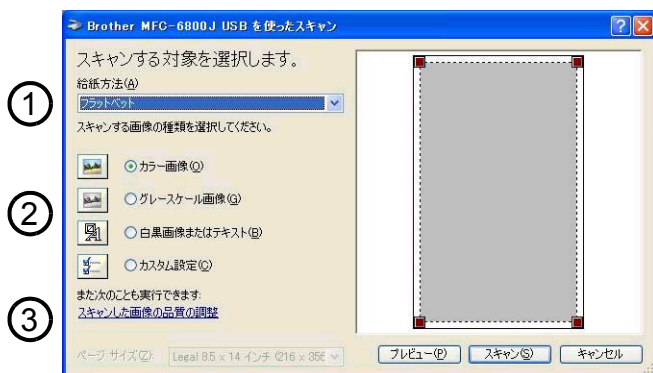 Brother MFC-6800J USB を使ったスキャン
スキャンする対象を選択します。
給紙方法(A)
①
フラットベット
スキャンする画像の種類を選択してください。
カラー画像(O)
②
グレースケール画像(G)
白黒画像またはテキスト(B)
カスタム設定(C)
また次のことも実行できます:
③
スキャンした画像の品質の調整
ページ サイズ(Z):
Legal 8.5 x 14 インチ (216 x 356
プレビュー(P)
スキャン(S)
キャンセル